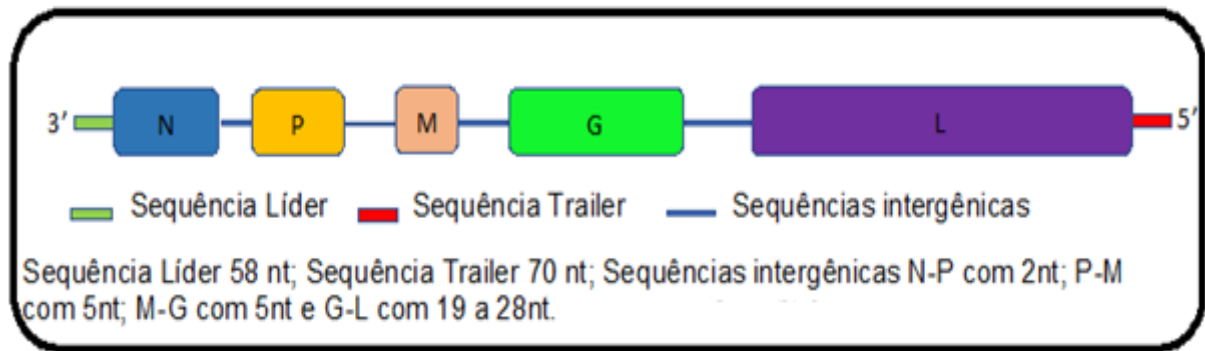 3’ N P M G L 5’
Sequência Líder Sequência Trailer Sequências intergênicas
Sequência Líder 58 nt; Sequência Trailer 70 nt; Sequências intergênicas N-P com 2nt; P-M
com 5nt; M-G com 5nt e G-L com 19 a 28nt.